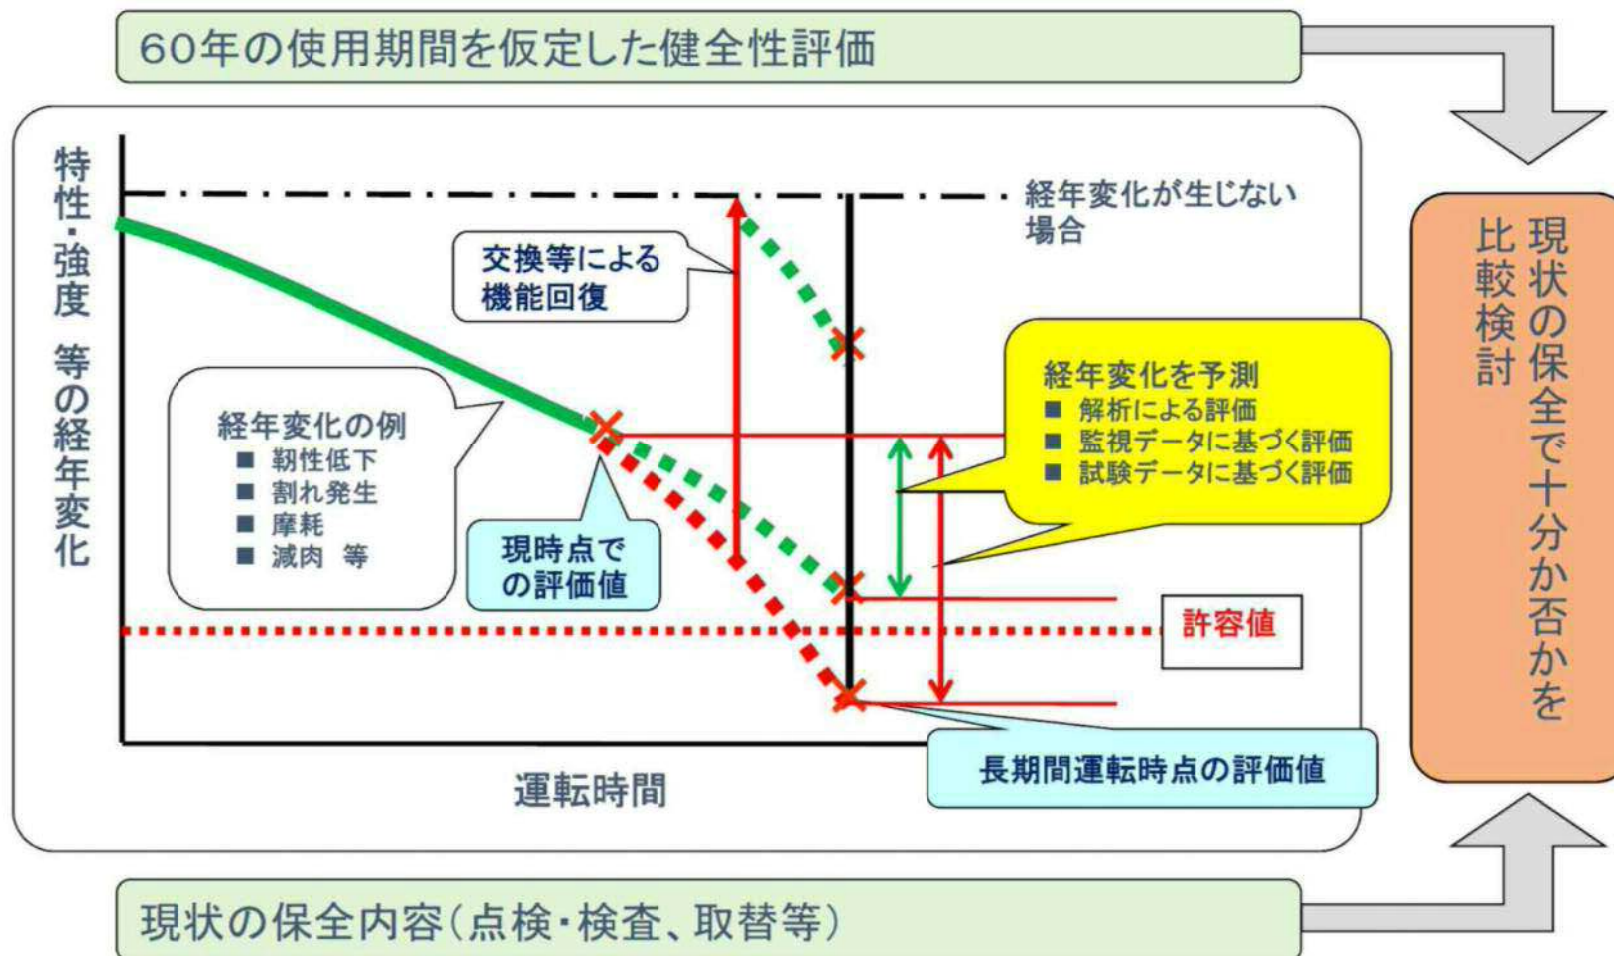 60年の使用期間を仮定した健全性評価
特性・強度 等の経年変化
経年変化が生じない
場合
交換等による
機能回復
経年変化の例
■ 靭性低下
■ 割れ発生
■ 摩耗
■ 減肉 等
現時点で
の評価値
経年変化を予測
■ 解析による評価
■ 監視データに基づく評価
■ 試験データに基づく評価
許容値
長期間運転時点の評価値
運転時間
現状の保全で十分か否かを
比較検討
現状の保全内容(点検・検査、取替等)